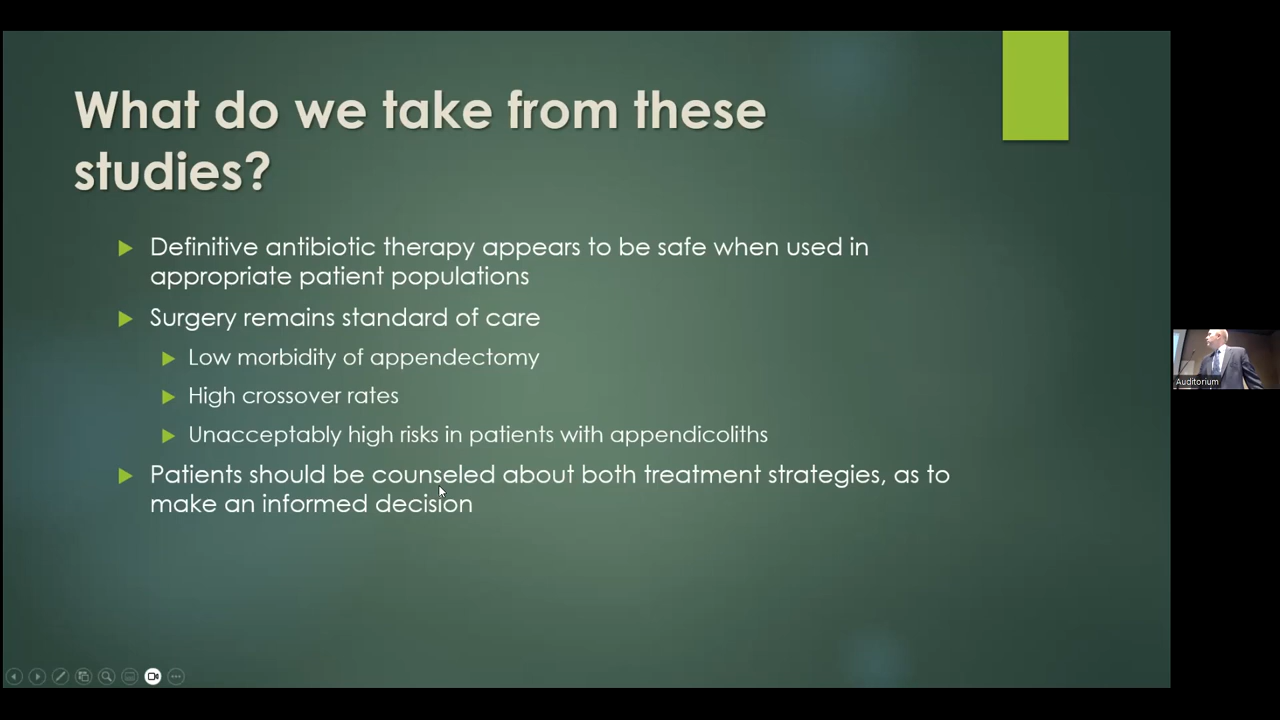 What do we take from these
studies?
Definitive antibiotic therapy appears to be safe when used in
appropriate patient populations
Surgery remains standard of care
Low morbidity of appendectomy
High crossover rates
Unacceptably high risks in patients with appendicoliths
Patients should be counseled about both treatment strategies, as to
make an informed decision
Auditorium